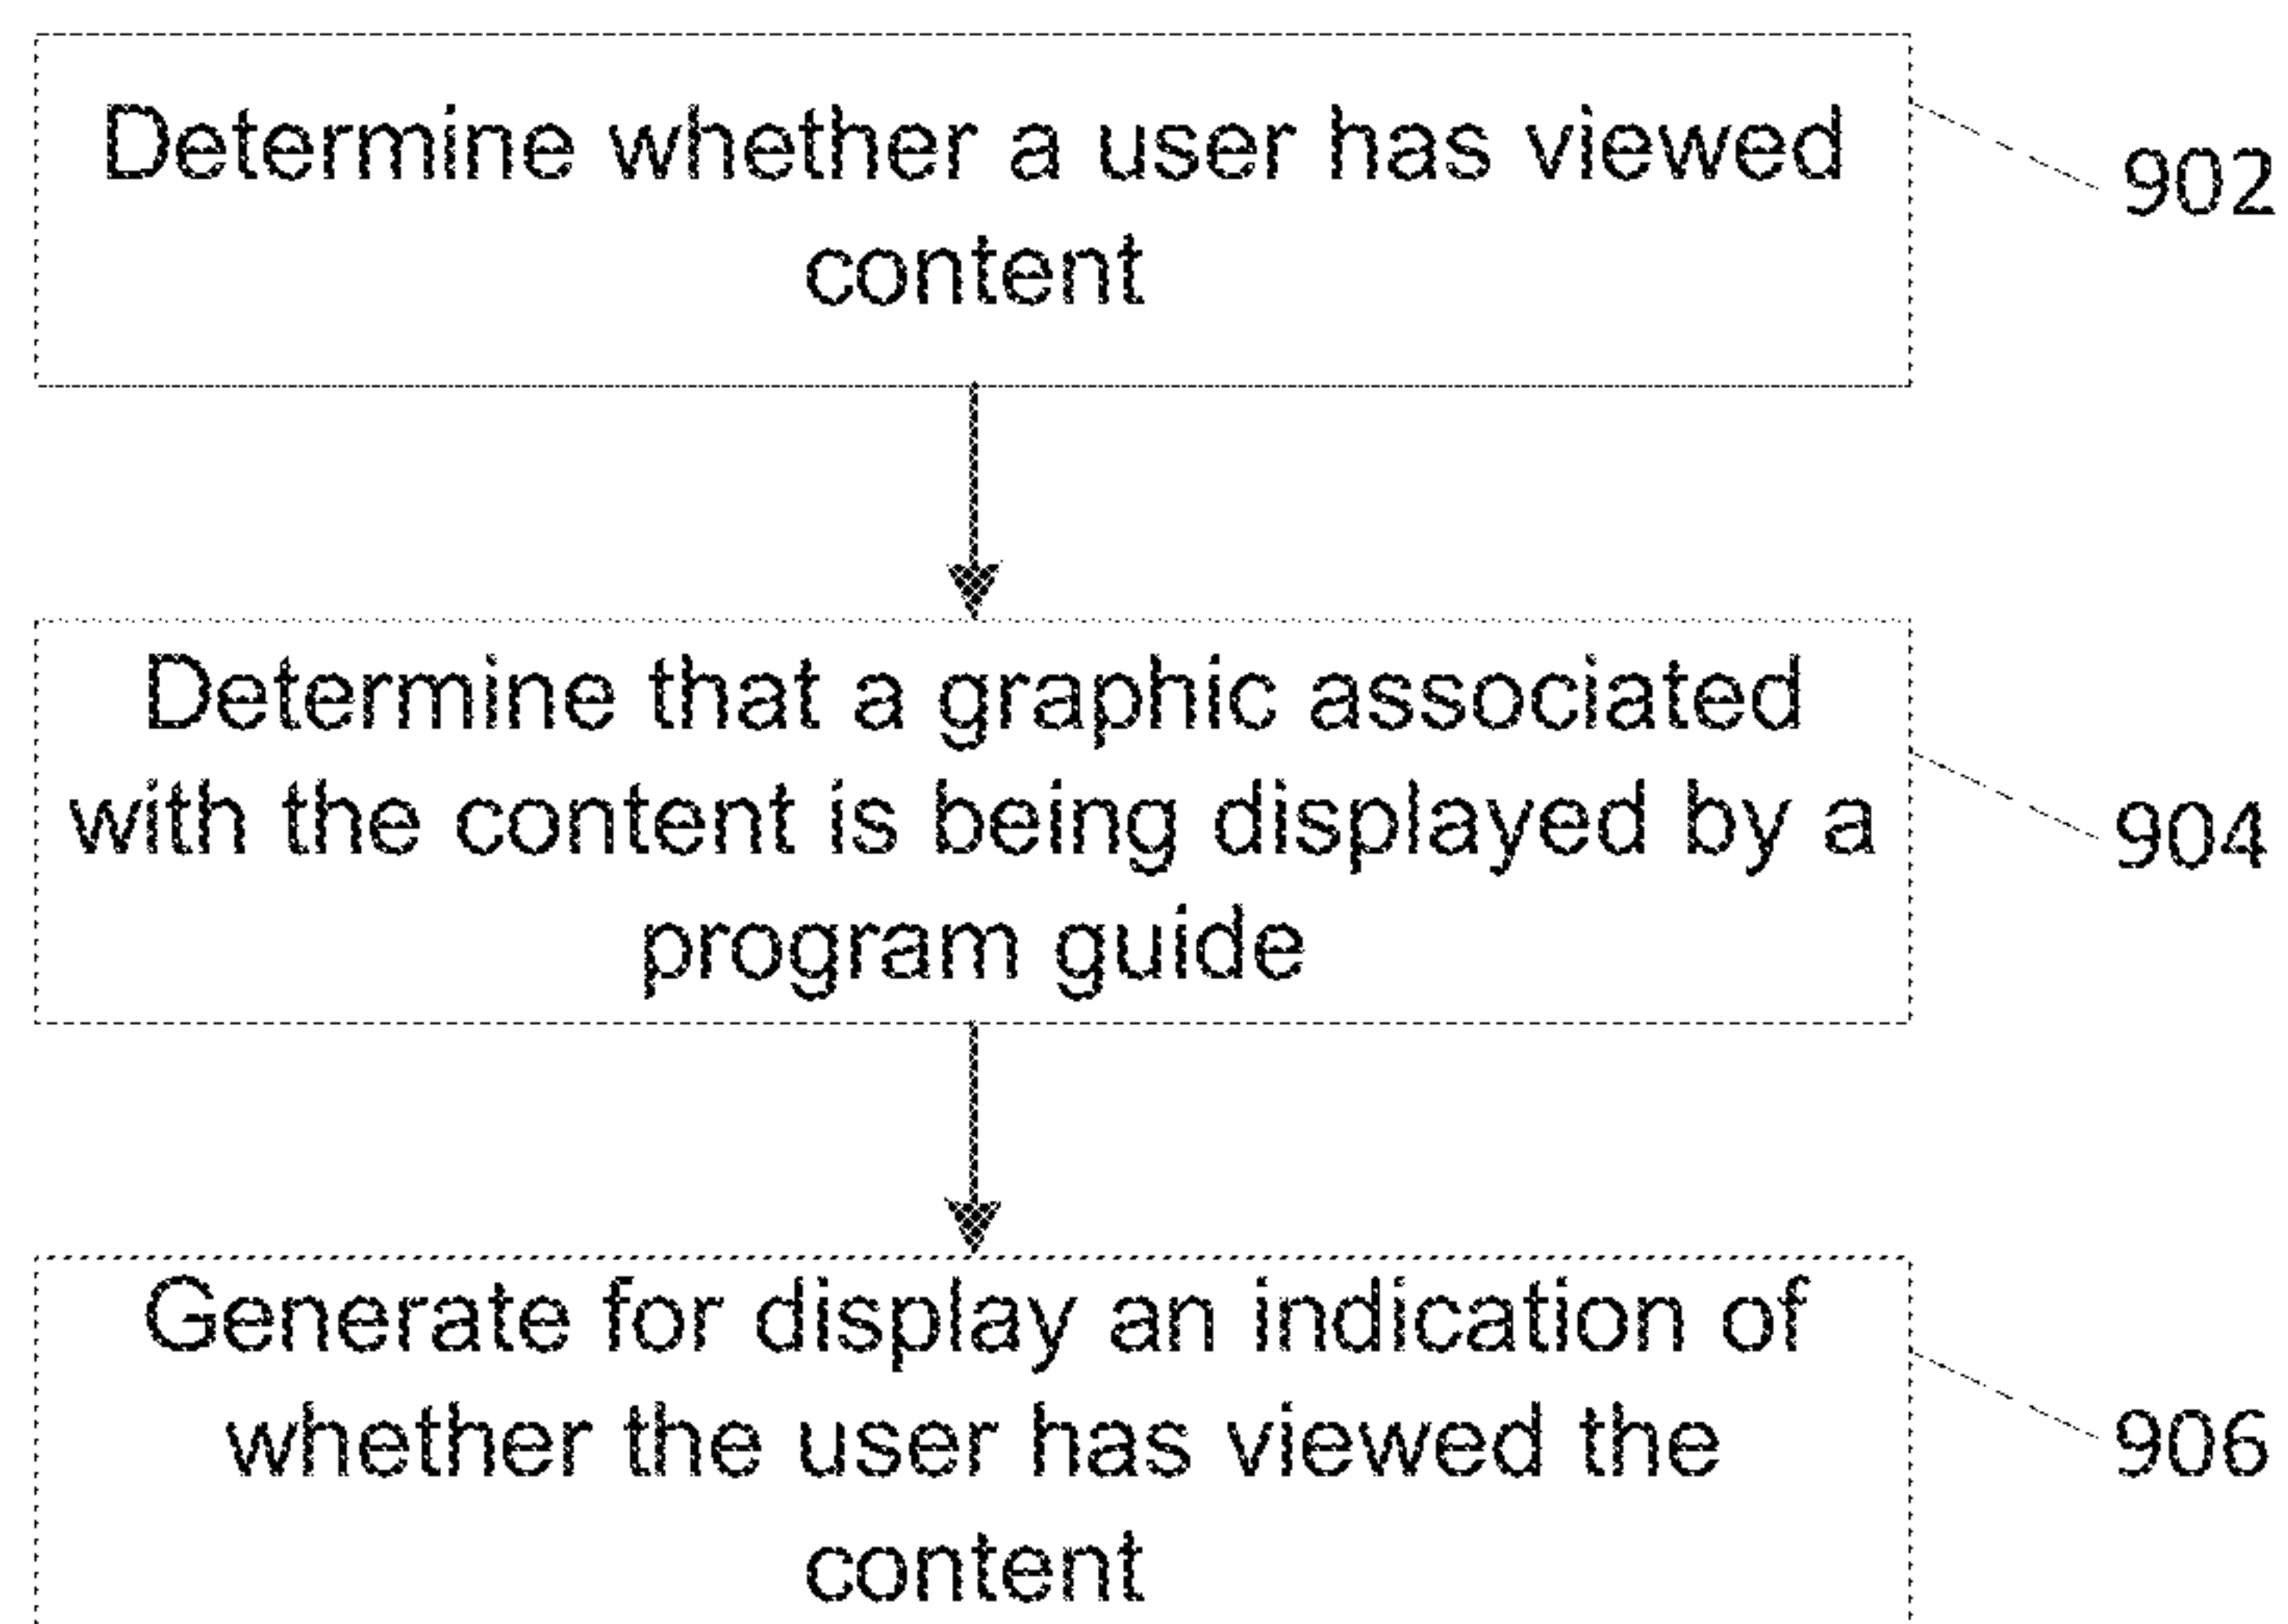 Determine whether a user has viewed
content
902
Determine that a graphic associated
with the content is being displayed by a
program guide
904
Generate for display an indication of
whether the user has viewed the
content
906